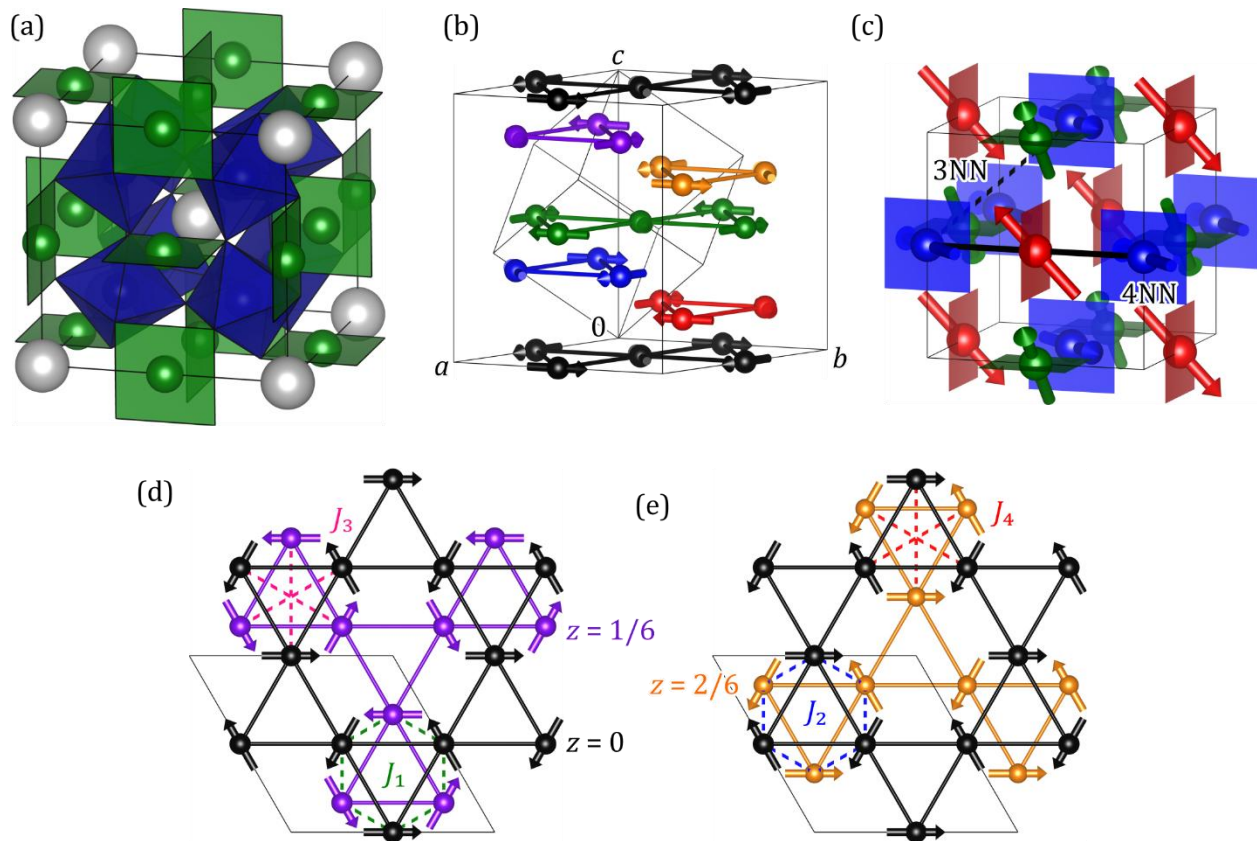 (a)
(b)
c
0
a
b
(c)
3NN
4NN
(d)
J₃
z = 1/6
z = 0
J₁
(e)
J₄
z = 2/6
J₂